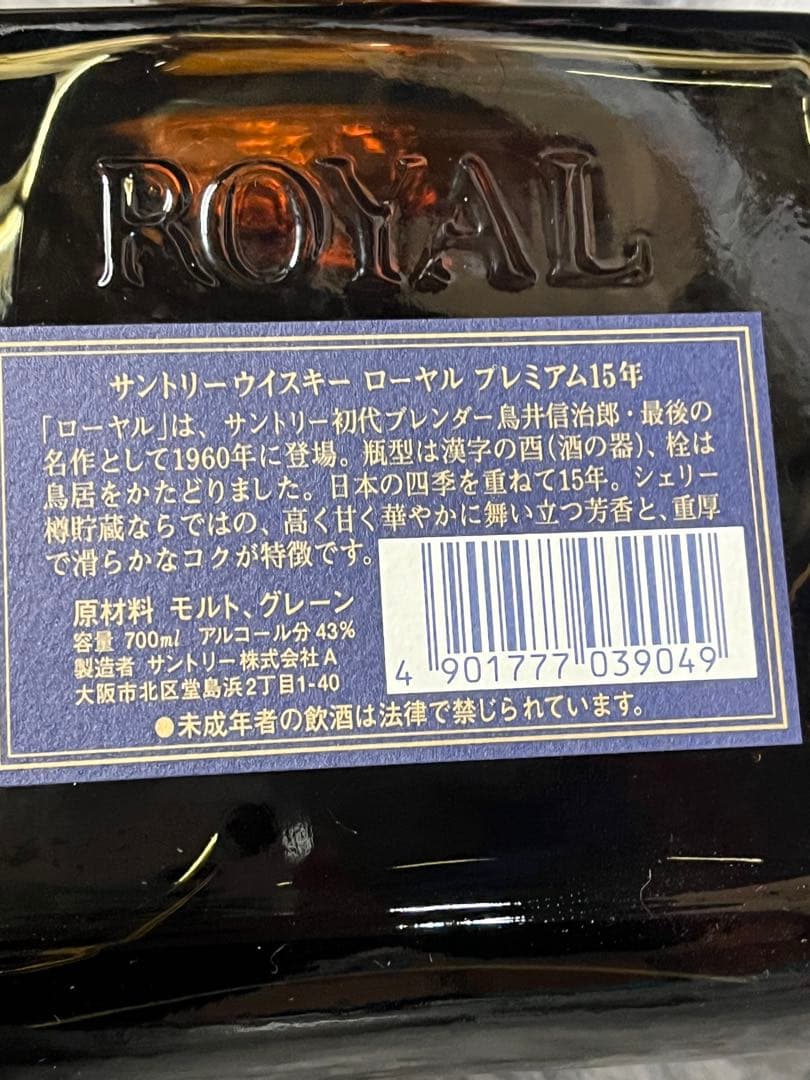 ROYAL
サントリーウイスキー ローヤル プレミアム15年
「ローヤル」は、サントリー初代ブレンダー鳥井信治郎・最後の
名作として1960年に登場。瓶型は漢字の酉(酒の器)、栓は
鳥居をかたどりました。日本の四季を重ねて15年。シェリー
樽貯蔵ならではの、高く甘く華やかに舞い立つ芳香と、重厚
で滑らかなコクが特徴です。
原材料 モルト、グレーン
容量 700ml アルコール分 43%
製造者 サントリー株式会社A
大阪市北区堂島浜2丁目1-40
4 901777 039049
●未成年者の飲酒は法律で禁じられています。